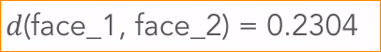 d(face_1, face_2) = 0.2304